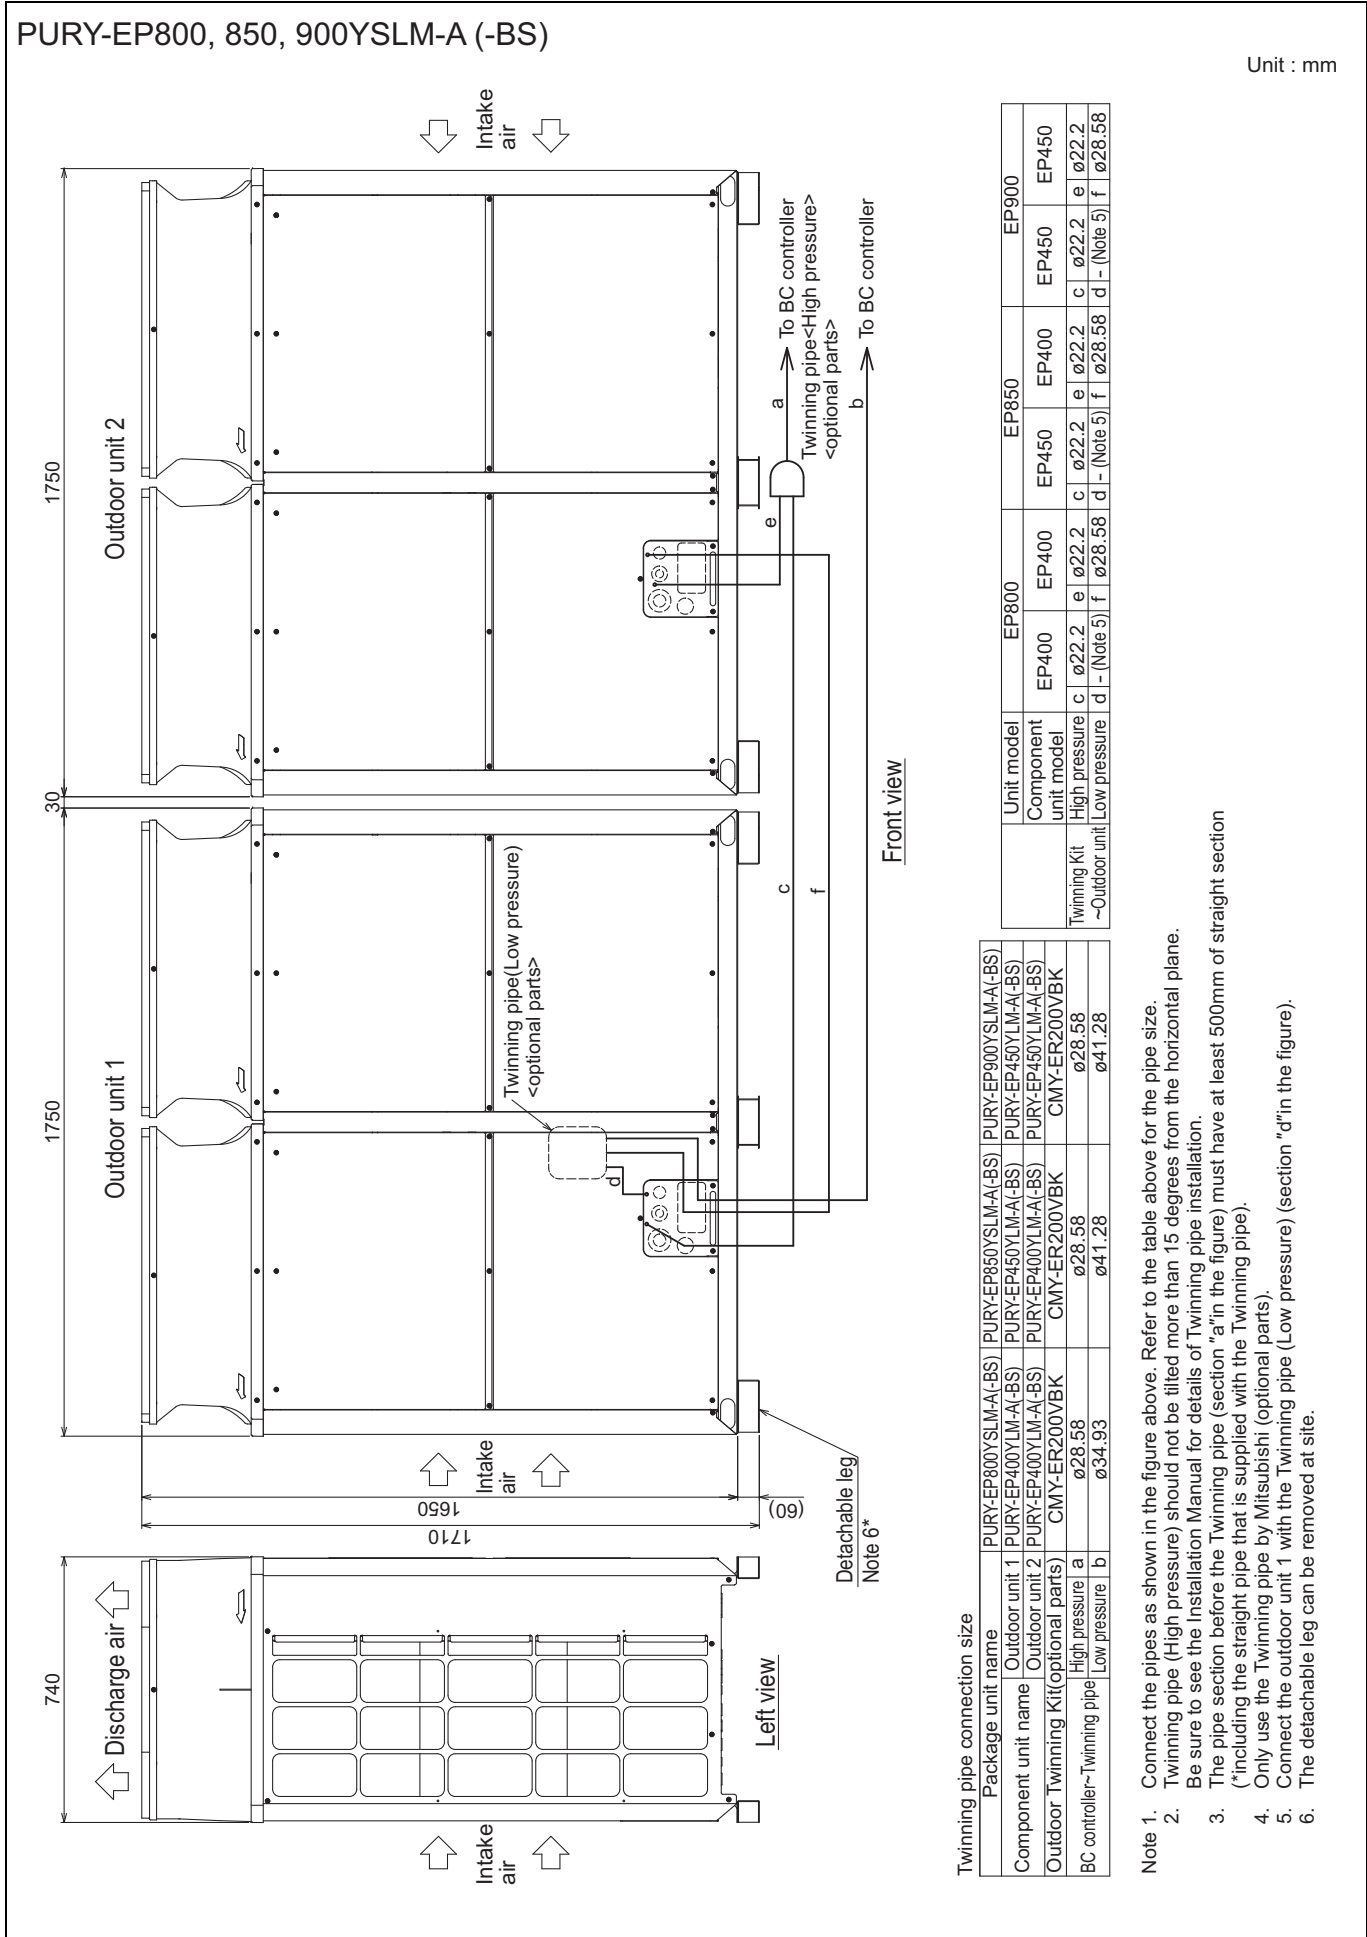 PURY-EP800, 850, 900YSLM-A (-BS)
Unit : mm
740
Discharge air
Intake
air
Left view
1710
1650
(60)
Intake
air
Detachable leg
Note 6*
1750
30
1750
Outdoor unit 1
Outdoor unit 2
Twinning pipe(Low pressure)
<optional parts>
d
c
f
e
a
b
To BC controller
Twinning pipe<High pressure>
<optional parts>
To BC controller
Intake
air
Front view
Twinning pipe connection size
Package unit name PURY-EP800YSLM-A(-BS) PURY-EP850YSLM-A(-BS) PURY-EP900YSLM-A(-BS)
Component unit name Outdoor unit 1 PURY-EP400YLM-A(-BS) PURY-EP450YLM-A(-BS) PURY-EP450YLM-A(-BS)
Outdoor unit 2 PURY-EP400YLM-A(-BS) PURY-EP400YLM-A(-BS) PURY-EP450YLM-A(-BS)
Outdoor Twinning Kit(optional parts) CMY-ER200VBK CMY-ER200VBK CMY-ER200VBK
BC controller~Twinning pipe High pressure a ø28.58 ø28.58 ø28.58
Low pressure b ø34.93 ø41.28 ø41.28
Unit model EP800 EP850 EP900
Component
unit model EP400 EP400 EP450 EP400 EP450 EP450
Twinning Kit
~Outdoor unit High pressure c ø22.2 e ø22.2 c ø22.2 e ø22.2 c ø22.2 e ø22.2
Low pressure d - (Note 5) f ø28.58 d - (Note 5) f ø28.58 d - (Note 5) f ø28.58
Note 1. Connect the pipes as shown in the figure above. Refer to the table above for the pipe size.
2. Twinning pipe (High pressure) should not be tilted more than 15 degrees from the horizontal plane.
Be sure to see the Installation Manual for details of Twinning pipe installation.
3. The pipe section before the Twinning pipe (section "a"in the figure) must have at least 500mm of straight section
(*including the straight pipe that is supplied with the Twinning pipe).
4. Only use the Twinning pipe by Mitsubishi (optional parts).
5. Connect the outdoor unit 1 with the Twinning pipe (Low pressure) (section "d"in the figure).
6. The detachable leg can be removed at site.